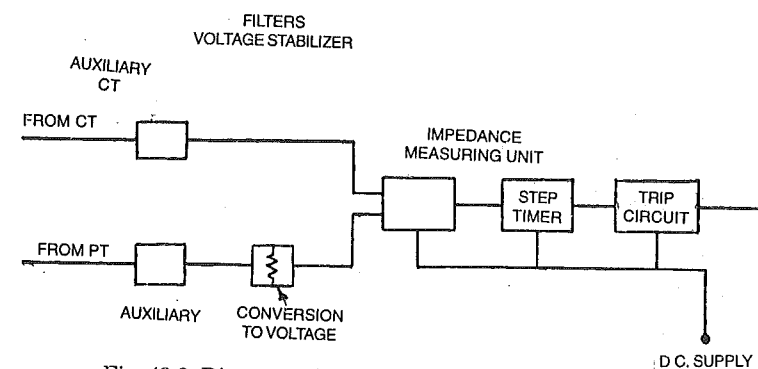 FILTERS
VOLTAGE STABILIZER
AUXILIARY
CT
FROM CT
IMPEDANCE
MEASURING UNIT
STEP
TIMER
TRIP
CIRCUIT
FROM PT
AUXILIARY
CONVERSION
TO VOLTAGE
D C. SUPPLY